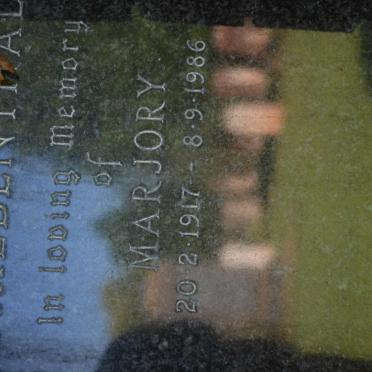 In loving memory
of
MARJORY
20·2·1917 - 8·9·1986